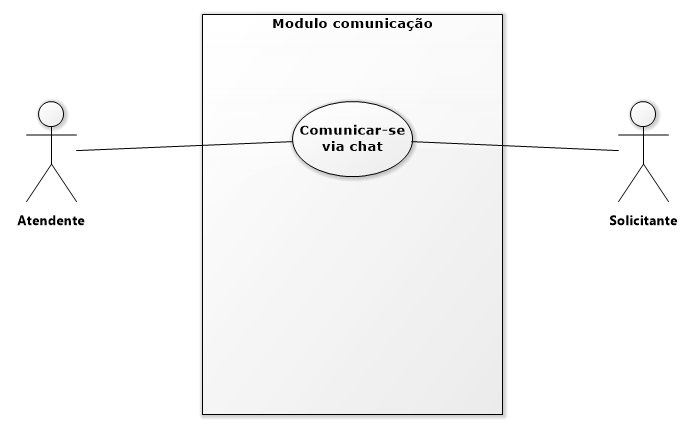 Modulo comunicação
Comunicar-se
via chat
Atendente
Solicitante